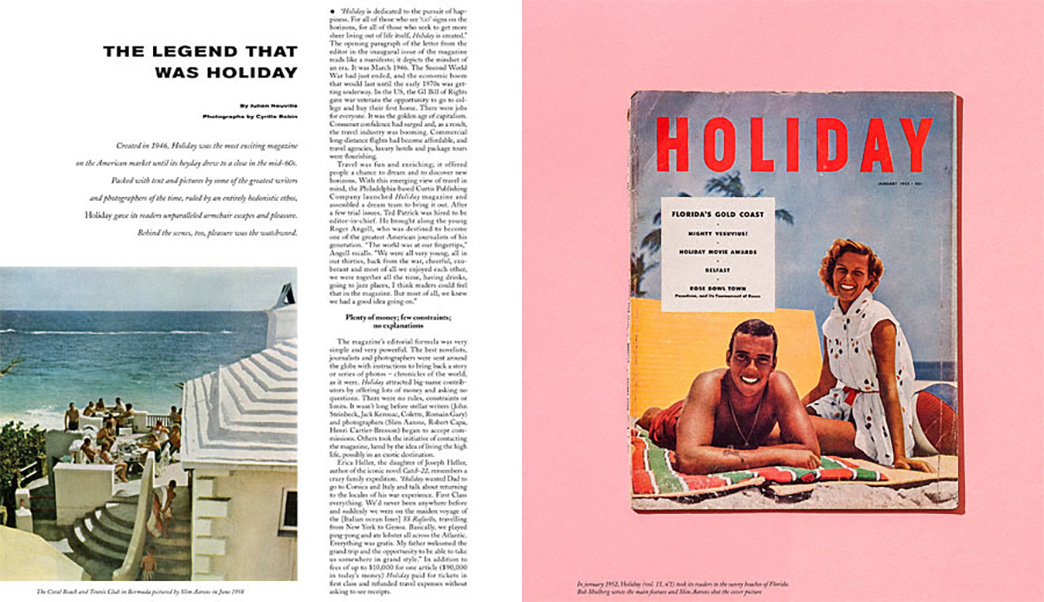 THE LEGEND THAT
WAS HOLIDAY
By Julien Neuville
Photographs by Cyrille Robin
Created in 1946, Holiday was the most exciting magazine
on the American market until its heyday drew to a close in the mid-60s.
Packed with text and pictures by some of the greatest writers
and photographers of the time, ruled by an entirely hedonistic ethos,
Holiday gave its readers unparalleled armchair escapes and pleasure.
Behind the scenes, too, pleasure was the watchword.
The Coral Beach and Tennis Club in Bermuda pictured by Slim Aarons in June 1958
● "Holiday is dedicated to the pursuit of hap-
piness. For all of those who see 'GO' signs on the
horizons, for all of those who seek to get more
sheer living out of life itself, Holiday is created."
The opening paragraph of the letter from the
editor in the inaugural issue of the magazine
reads like a manifesto; it depicts the mindset of
an era. It was March 1946. The Second World
War had just ended, and the economic boom
that would last until the early 1970s was get-
ting underway. In the US, the GI Bill of Rights
gave war veterans the opportunity to go to col-
lege and buy their first home. There were jobs
for everyone. It was the golden age of capitalism.
Consumer confidence had surged and, as a result,
the travel industry was booming. Commercial
long-distance flights had become affordable, and
travel agencies, luxury hotels and package tours
were flourishing.
Travel was fun and enriching; it offered
people a chance to dream and to discover new
horizons. With this emerging view of travel in
mind, the Philadelphia-based Curtis Publishing
Company launched Holiday magazine and
assembled a dream team to bring it out. After
a few trial issues, Ted Patrick was hired to be
editor-in-chief. He brought along the young
Roger Angell, who was destined to become
one of the greatest American journalists of his
generation. "The world was at our fingertips,"
Angell recalls. "We were all very young, all in
our thirties, back from the war, cheerful, exu-
berant and most of all we enjoyed each other,
we were together all the time, having drinks,
going to jazz places, I think readers could feel
that in the magazine. But most of all, we knew
we had a good idea going on."
Plenty of money; few constraints;
no explanations
The magazine's editorial formula was very
simple and very powerful. The best novelists,
journalists and photographers were sent around
the globe with instructions to bring back a story
or series of photos – chronicles of the world,
as it were. Holiday attracted big-name contrib-
utors by offering lots of money and asking no
questions. There were no rules, constraints or
limits. It wasn't long before stellar writers (John
Steinbeck, Jack Kerouac, Colette, Romain Gary)
and photographers (Slim Aarons, Robert Capa,
Henri Cartier-Bresson) began to accept com-
missions. Others took the initiative of contacting
the magazine, lured by the idea of living the high
life, possibly in an exotic destination.
Erica Heller, the daughter of Joseph Heller,
author of the iconic novel Catch-22, remembers a
crazy family expedition. "Holiday wanted Dad to
go to Corsica and Italy and talk about returning
to the locales of his war experience. First Class
everything. We'd never been anywhere before
and suddenly we were on the maiden voyage of
the [Italian ocean liner] SS Rafaello, travelling
from New York to Genoa. Basically, we played
ping-pong and ate lobster all across the Atlantic.
Everything was gratis. My father welcomed the
grand trip and the opportunity to be able to take
us somewhere in grand style." In addition to
fees of up to $10,000 for one article ($90,000
in today's money) Holiday paid for tickets in
first class and refunded travel expenses without
asking to see receipts.
HOLIDAY
JANUARY 1952 • 50c
FLORIDA'S GOLD COAST
MIGHTY VESUVIUS!
HOLIDAY MOVIE AWARDS
BELFAST
ROSE BOWL TOWN
Pasadena, and its Tournament of Roses
In january 1952, Holiday (vol. 11, n°1) took its readers to the sunny beaches of Florida.
Bob Shulberg wrote the main feature and Slim Aarons shot the cover picture